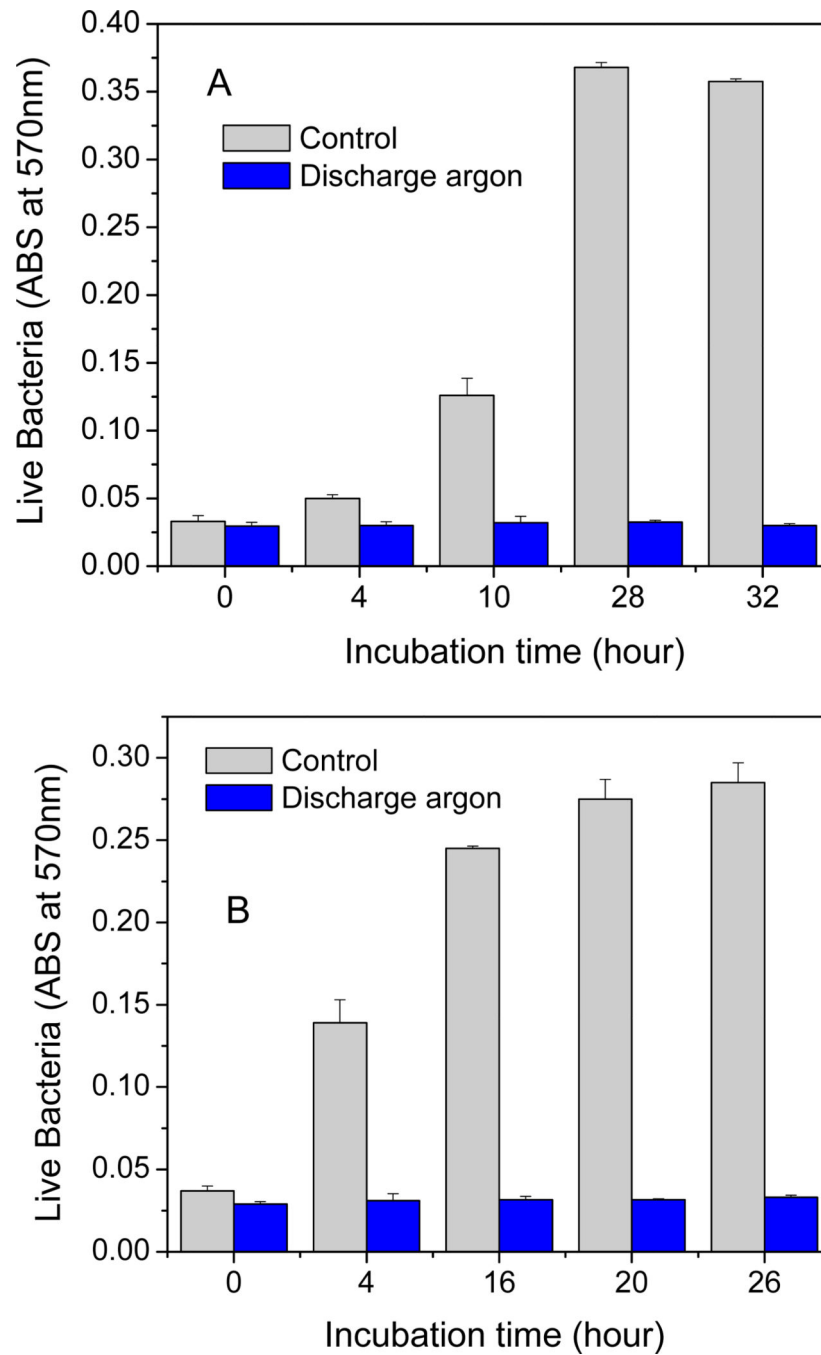 A
Control
Discharge argon
Live Bacteria (ABS at 570nm)
0.40
0.35
0.30
0.25
0.20
0.15
0.10
0.05
0.00
0 4 10 28 32
Incubation time (hour)
Control
Discharge argon
B
Live Bacteria (ABS at 570nm)
0.30
0.25
0.20
0.15
0.10
0.05
0.00
0 4 16 20 26
Incubation time (hour)